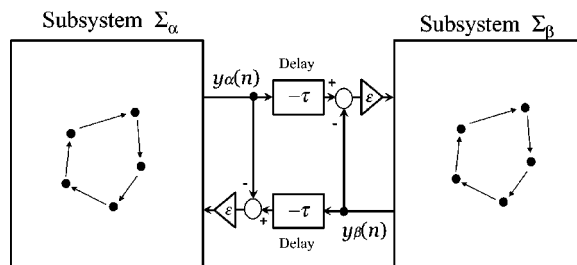 Subsystem Σα
Subsystem Σβ
Delay
yα(n)
−τ
+
ε
-
-
ε
+
−τ
yβ(n)
Delay